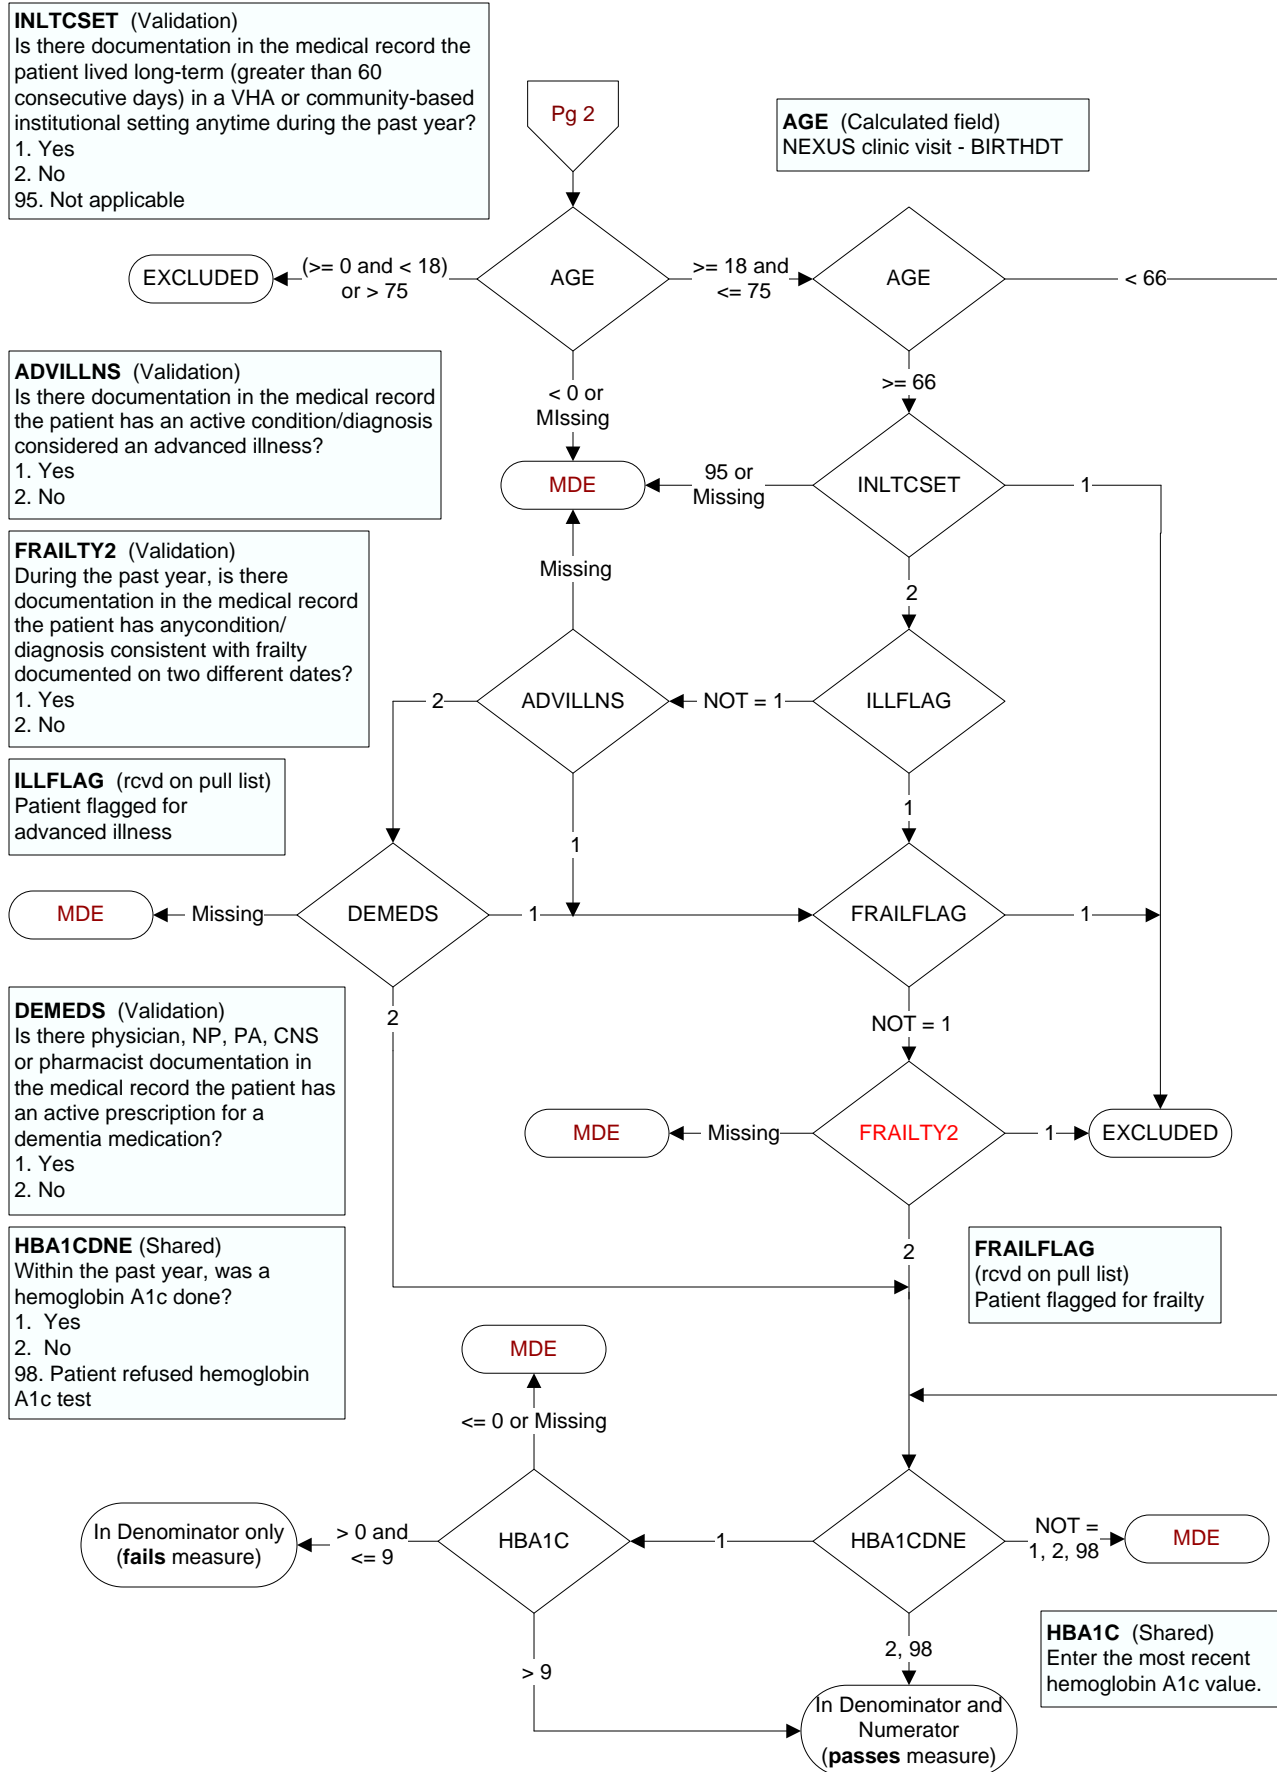 INLTCSET (Validation)
Is there documentation in the medical record the
patient lived long-term (greater than 60
consecutive days) in a VHA or community-based
institutional setting anytime during the past year?
1. Yes
2. No
95. Not applicable
Pg 2
AGE (Calculated field)
NEXUS clinic visit - BIRTHDT
EXCLUDED
(>= 0 and < 18)
or > 75
AGE
>= 18 and
<= 75
AGE
< 66
< 0 or
MIssing
>= 66
ADVILLNS (Validation)
Is there documentation in the medical record
the patient has an active condition/diagnosis
considered an advanced illness?
1. Yes
2. No
MDE
95 or
Missing
INLTCSET
1
Missing
2
FRAILTY2 (Validation)
During the past year, is there
documentation in the medical record
the patient has anycondition/
diagnosis consistent with frailty
documented on two different dates?
1. Yes
2. No
2
ADVILLNS
NOT = 1
ILLFLAG
1
1
ILLFLAG (rcvd on pull list)
Patient flagged for
advanced illness
MDE
Missing
DEMEDS
1
FRAILFLAG
1
2
NOT = 1
DEMEDS (Validation)
Is there physician, NP, PA, CNS
or pharmacist documentation in
the medical record the patient has
an active prescription for a
dementia medication?
1. Yes
2. No
MDE
Missing
FRAILTY2
1
EXCLUDED
2
HBA1CDNE (Shared)
Within the past year, was a
hemoglobin A1c done?
1. Yes
2. No
98. Patient refused hemoglobin
A1c test
FRAILFLAG
(rcvd on pull list)
Patient flagged for frailty
MDE
<= 0 or Missing
In Denominator only
(fails measure)
> 0 and
<= 9
HBA1C
1
HBA1CDNE
NOT =
1, 2, 98
MDE
> 9
2, 98
HBA1C (Shared)
Enter the most recent
hemoglobin A1c value.
In Denominator and
Numerator
(passes measure)